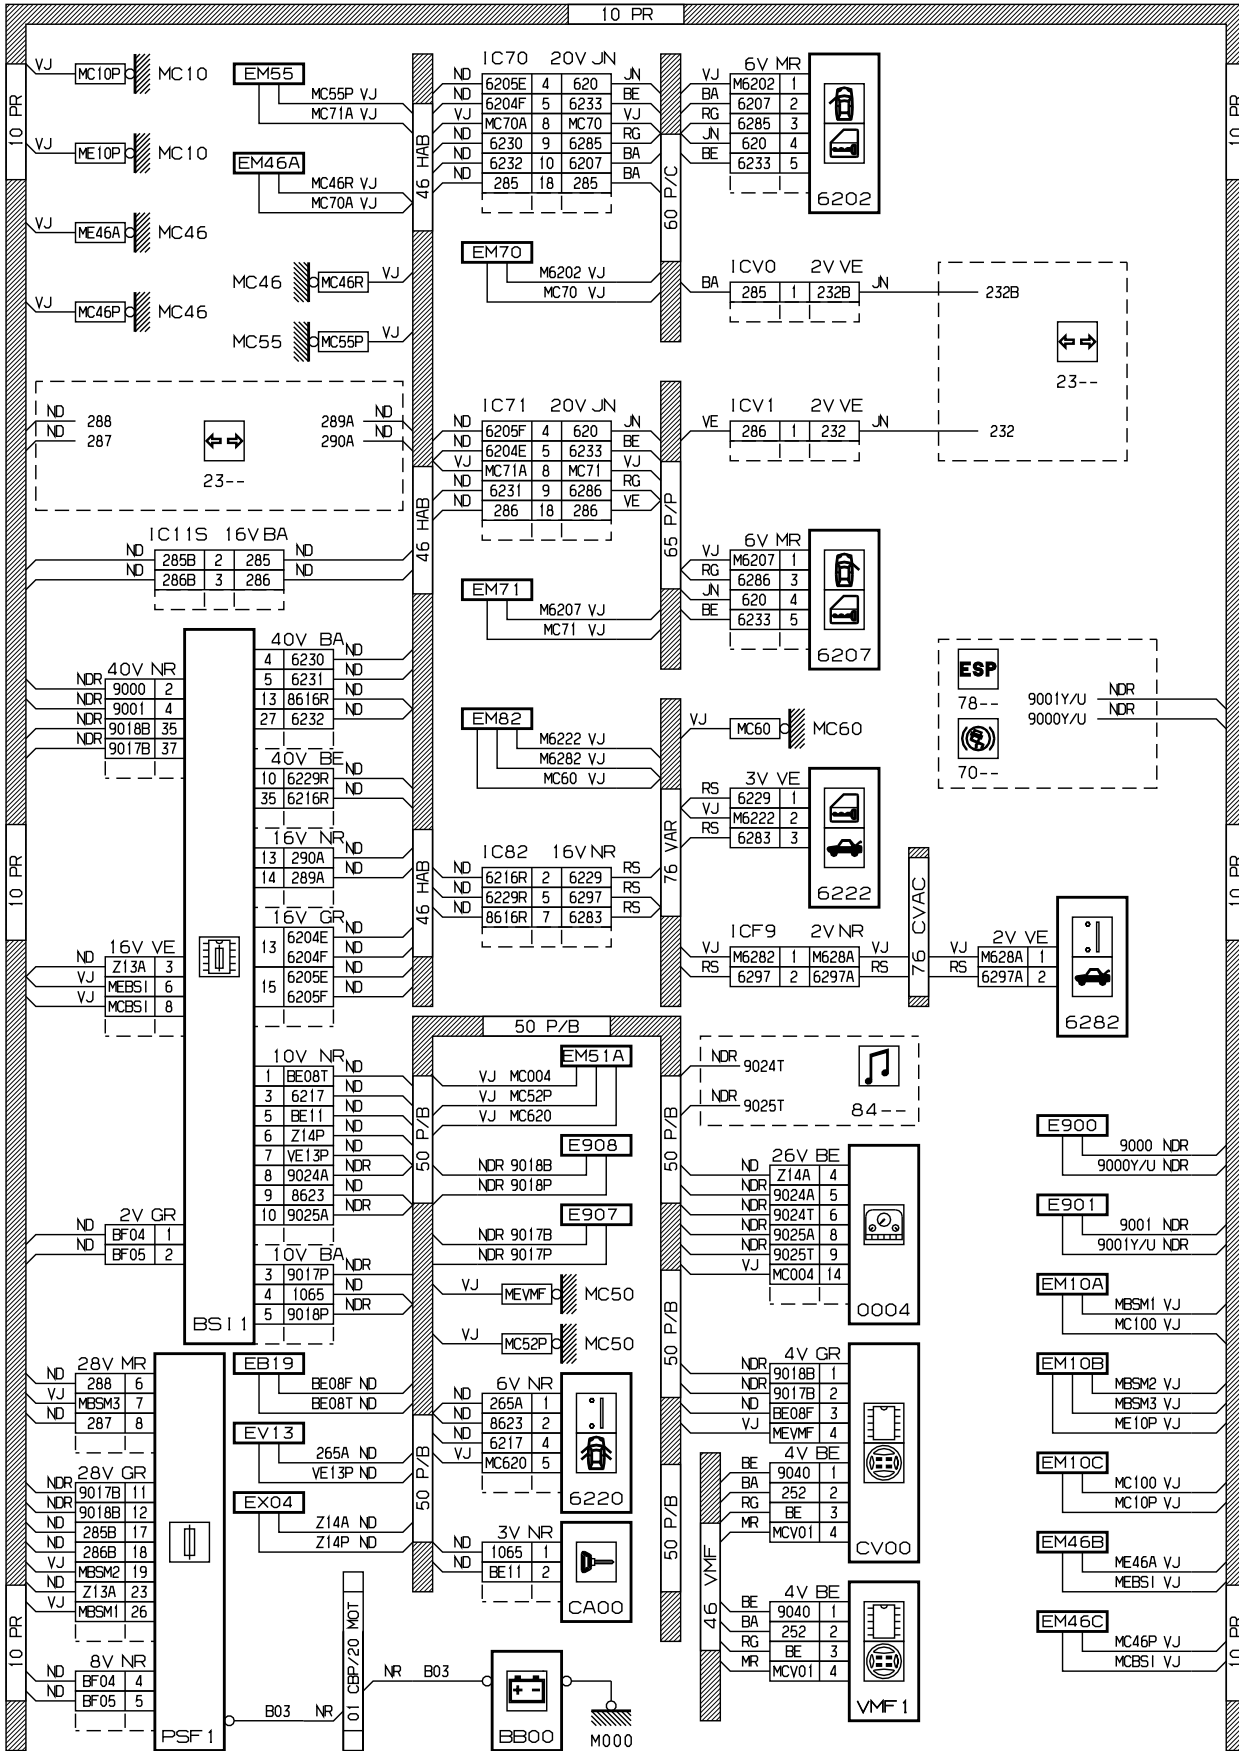 10 PR
10 PR
VJ MC10P MC10
VJ ME10P MC10
VJ ME46A MC46
VJ MC46P MC46
EM55
MC55P VJ
MC71A VJ
EM46A
MC46R VJ
MC70A VJ
MC46 MC46R VJ
MC55 MC55P VJ
46 HAB
IC70 20V JN
ND 6205E 4 620 JN
ND 6204F 5 6233 BE
VJ MC70A 8 MC70 VJ
ND 6230 9 6285 RG
ND 6232 10 6207 BA
ND 285 18 285 BA
60 P/C
6V MR
VJ M6202 1
BA 6207 2
RG 6285 3
JN 620 4
BE 6233 5
6202
10 PR
EM70
M6202 VJ
MC70 VJ
ICV0 2V VE
BA 285 1 232B JN
232B
23--
ND 288
ND 287
289A ND
290A ND
23--
IC71 20V JN
ND 6205F 4 620 JN
ND 6204E 5 6233 BE
VJ MC71A 8 MC71 VJ
ND 6231 9 6286 RG
ND 286 18 286 VE
46 HAB
65 P/P
ICV1 2V VE
VE 286 1 232 JN
232
IC11S 16V BA
ND 285B 2 285 ND
ND 286B 3 286 ND
6V MR
VJ M6207 1
RG 6286 3
JN 620 4
BE 6233 5
6207
EM71
M6207 VJ
MC71 VJ
40V NR
NDR 9000 2
NDR 9001 4
NDR 9018B 35
NDR 9017B 37
40V BA
4 6230 ND
5 6231 ND
13 8616R ND
27 6232 ND
40V BE
10 6229R ND
35 6216R ND
16V NR
13 290A ND
14 289A ND
16V GR
13 6204E ND
6204F ND
15 6205E ND
6205F ND
EM82
M6222 VJ
M6282 VJ
MC60 VJ
VJ MC60 MC60
ESP
78--
70--
9001Y/U NDR
9000Y/U NDR
3V VE
RS 6229 1
VJ M6222 2
RS 6283 3
6222
10 PR
46 HAB
76 VAR
IC82 16V NR
ND 6216R 2 6229 RS
ND 6229R 5 6297 RS
ND 8616R 7 6283 RS
10 PR
ICF9 2V NR
VJ M6282 1 M628A VJ
RS 6297 2 6297A RS
76 CVAC
2V VE
VJ M628A 1
RS 6297A 2
6282
16V VE
ND Z13A 3
VJ MEBSI 6
VJ MCBSI 8
50 P/B
10V NR
1 BE08T ND
3 6217 ND
5 BE11 ND
6 Z14P ND
7 VE13P ND
8 9024A NDR
9 8623 ND
10 9025A NDR
50 P/B
EM51A
VJ MC004
VJ MC52P
VJ MC620
E908
NDR 9018B
NDR 9018P
E907
NDR 9017B
NDR 9017P
50 P/B
NDR 9024T
NDR 9025T
84--
26V BE
ND Z14A 4
NDR 9024A 5
NDR 9024T 6
NDR 9025A 8
NDR 9025T 9
VJ MC004 14
0004
E900
9000 NDR
9000Y/U NDR
E901
9001 NDR
9001Y/U NDR
2V GR
ND BF04 1
ND BF05 2
10V BA
3 9017P NDR
4 1065 ND
5 9018P NDR
BSI1
VJ MEVMF MC50
VJ MC52P MC50
50 P/B
EM10A
MBSM1 VJ
MC100 VJ
EM10B
MBSM2 VJ
MBSM3 VJ
ME10P VJ
28V MR
ND 288 6
VJ MBSM3 7
ND 287 8
EB19
BE08F ND
BE08T ND
EV13
265A ND
VE13P ND
EX04
Z14A ND
Z14P ND
50 P/B
6V NR
ND 265A 1
ND 8623 2
ND 6217 4
VJ MC620 5
6220
4V GR
NDR 9018B 1
NDR 9017B 2
ND BE08F 3
VJ MEVMF 4
4V BE
BE 9040 1
BA 252 2
RG BE 3
MR MCV01 4
CV00
EM10C
MC100 VJ
MC10P VJ
28V GR
NDR 9017B 11
NDR 9018B 12
ND 285B 17
ND 286B 18
VJ MBSM2 19
ND Z13A 23
VJ MBSM1 26
3V NR
ND 1065 1
ND BE11 2
CA00
50 P/B
46 VMF
EM46B
ME46A VJ
MEBSI VJ
4V BE
BE 9040 1
BA 252 2
RG BE 3
MR MCV01 4
VMF1
EM46C
MC46P VJ
MCBSI VJ
10 PR
10 PR
8V NR
ND BF04 4
ND BF05 5
PSF1
B03 NR
01 CBP/20 MOT
NR B03
BB00
M000